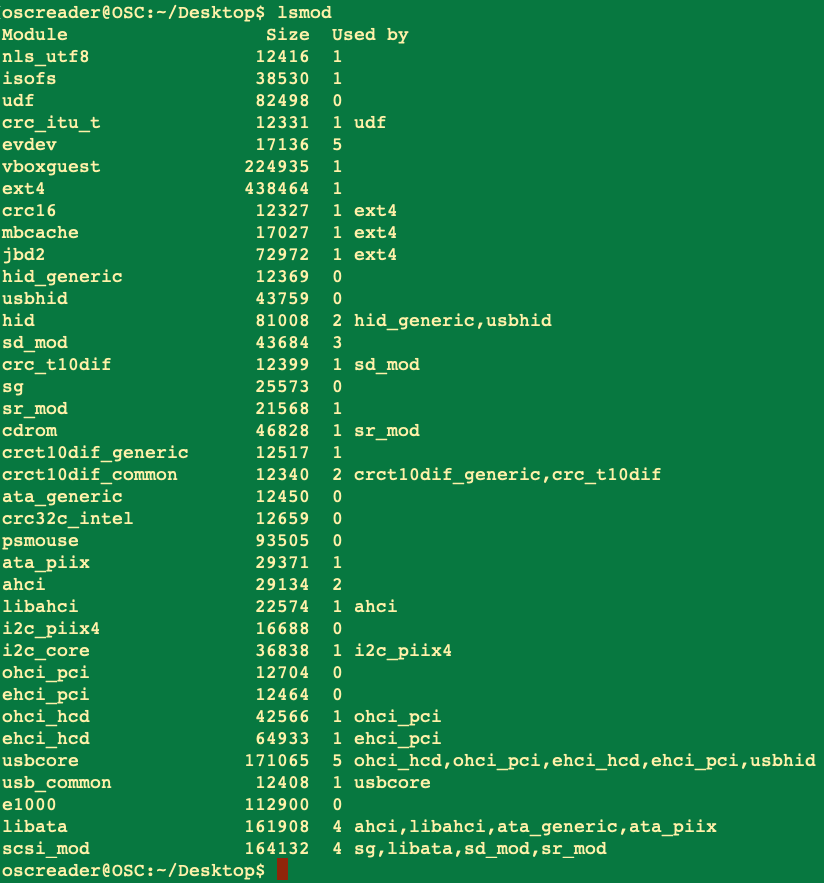 oscreader@OSC:~/Desktop$ lsmod
Module                  Size  Used by
nls_utf8               12416  1
isofs                  38530  1
udf                    82498  0
crc_itu_t              12331  1 udf
evdev                  17136  5
vboxguest             224935  1
ext4                  438464  1
crc16                  12327  1 ext4
mbcache                17027  1 ext4
jbd2                   72972  1 ext4
hid_generic            12369  0
usbhid                 43759  0
hid                    81008  2 hid_generic,usbhid
sd_mod                 43684  3
crc_t10dif             12399  1 sd_mod
sg                     25573  0
sr_mod                 21568  1
cdrom                  46828  1 sr_mod
crct10dif_generic      12517  1
crct10dif_common       12340  2 crct10dif_generic,crc_t10dif
ata_generic            12450  0
crc32c_intel           12659  0
psmouse                93505  0
ata_piix               29371  1
ahci                   29134  2
libahci                22574  1 ahci
i2c_piix4              16688  0
i2c_core               36838  1 i2c_piix4
ohci_pci               12704  0
ehci_pci               12464  0
ohci_hcd               42566  1 ohci_pci
ehci_hcd               64933  1 ehci_pci
usbcore               171065  5 ohci_hcd,ohci_pci,ehci_hcd,ehci_pci,usbhid
usb_common             12408  1 usbcore
e1000                 112900  0
libata                161908  4 ahci,libahci,ata_generic,ata_piix
scsi_mod              164132  4 sg,libata,sd_mod,sr_mod
oscreader@OSC:~/Desktop$